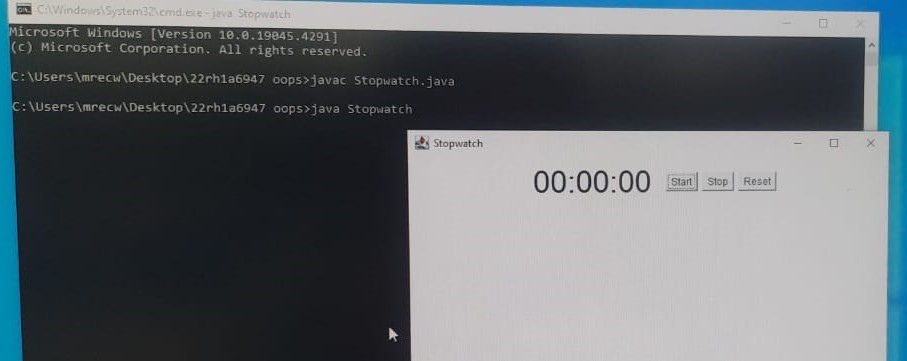 C:\Windows\System32\cmd.exe - java Stopwatch
Microsoft Windows [Version 10.0.19045.4291]
(c) Microsoft Corporation. All rights reserved.
C:\Users\mrecw\Desktop\22rh1a6947 oops>javac Stopwatch.java
C:\Users\mrecw\Desktop\22rh1a6947 oops>java Stopwatch
Stopwatch
00:00:00 Start Stop Reset